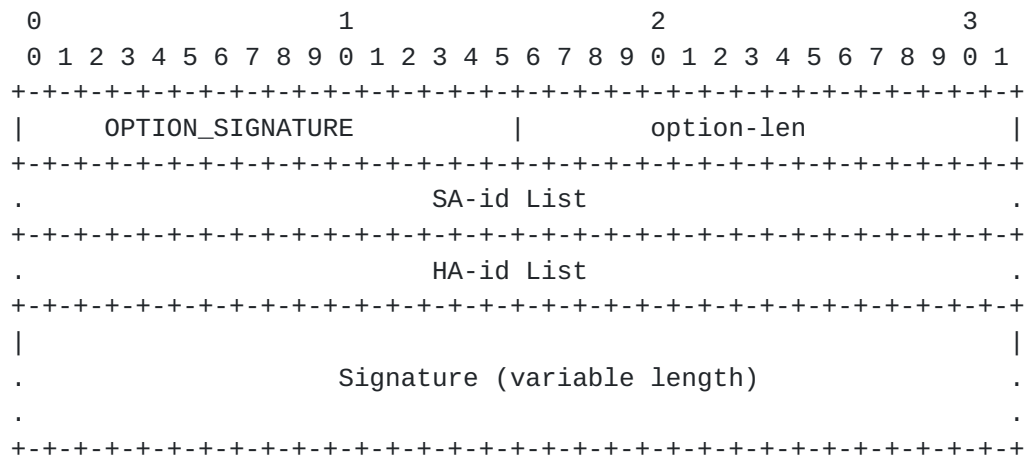 0                   1                   2                   3
 0 1 2 3 4 5 6 7 8 9 0 1 2 3 4 5 6 7 8 9 0 1 2 3 4 5 6 7 8 9 0 1
+-+-+-+-+-+-+-+-+-+-+-+-+-+-+-+-+-+-+-+-+-+-+-+-+-+-+-+-+-+-+-+-+
|     OPTION_SIGNATURE          |        option-len             |
+-+-+-+-+-+-+-+-+-+-+-+-+-+-+-+-+-+-+-+-+-+-+-+-+-+-+-+-+-+-+-+-+
.                          SA-id List                           .
+-+-+-+-+-+-+-+-+-+-+-+-+-+-+-+-+-+-+-+-+-+-+-+-+-+-+-+-+-+-+-+-+
.                          HA-id List                           .
+-+-+-+-+-+-+-+-+-+-+-+-+-+-+-+-+-+-+-+-+-+-+-+-+-+-+-+-+-+-+-+-+
|                                                               |
.                    Signature (variable length)                .
.                                                               .
+-+-+-+-+-+-+-+-+-+-+-+-+-+-+-+-+-+-+-+-+-+-+-+-+-+-+-+-+-+-+-+-+